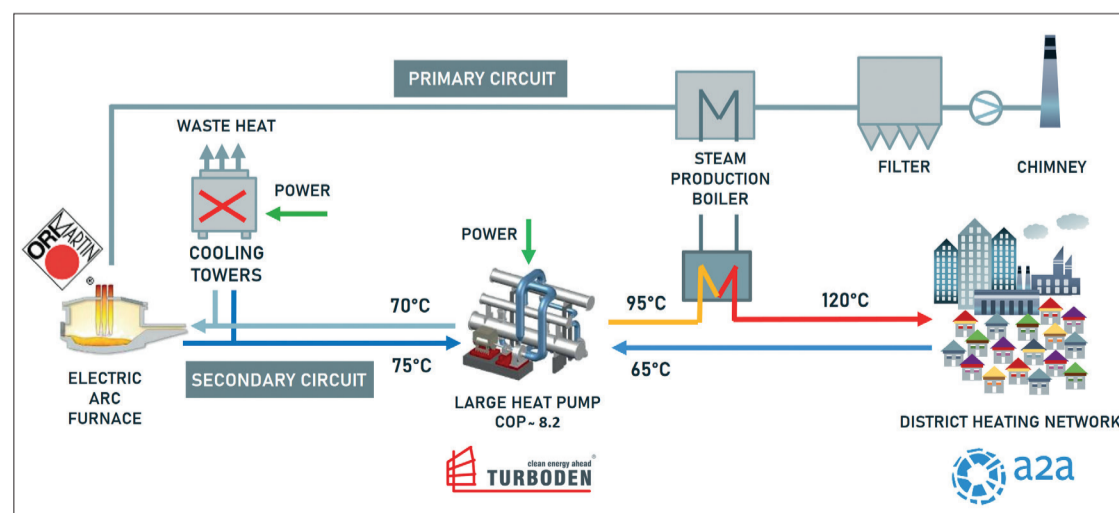 PRIMARY CIRCUIT
WASTE HEAT
POWER
COOLING
TOWERS
STEAM
PRODUCTION
BOILER
FILTER
CHIMNEY
ORI
MARTIN
®
ELECTRIC
ARC
FURNACE
70°C
75°C
SECONDARY CIRCUIT
POWER
LARGE HEAT PUMP
COP~ 8.2
95°C
65°C
120°C
DISTRICT HEATING NETWORK
clean energy ahead
®
TURBODEN
a2a